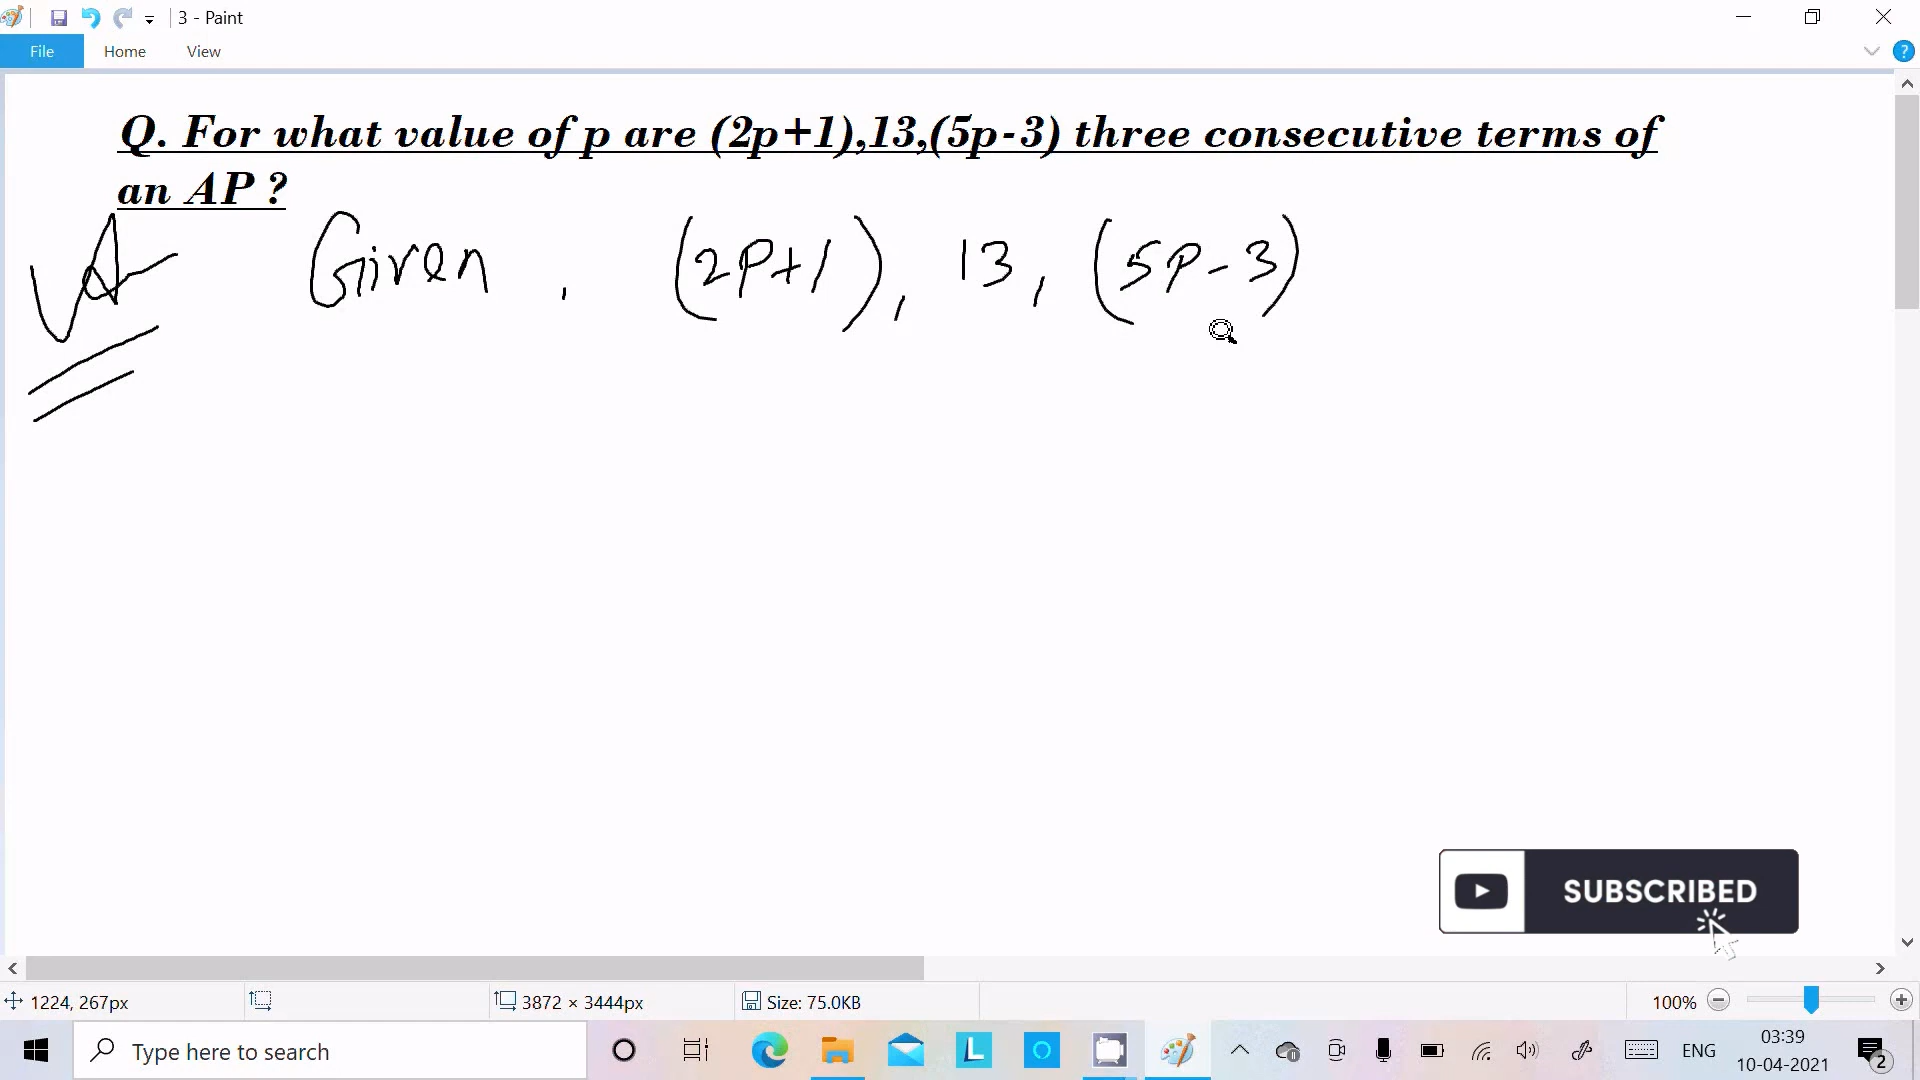 3 - Paint
File Home View
Q. For what value of p are (2p+1),13,(5p-3) three consecutive terms of
an AP ?
A Given , (2P+1), 13, (5P-3)
SUBSCRIBED
1224, 267px 3872 × 3444px Size: 75.0KB 100%
Type here to search L ENG 03:39
10-04-2021 2